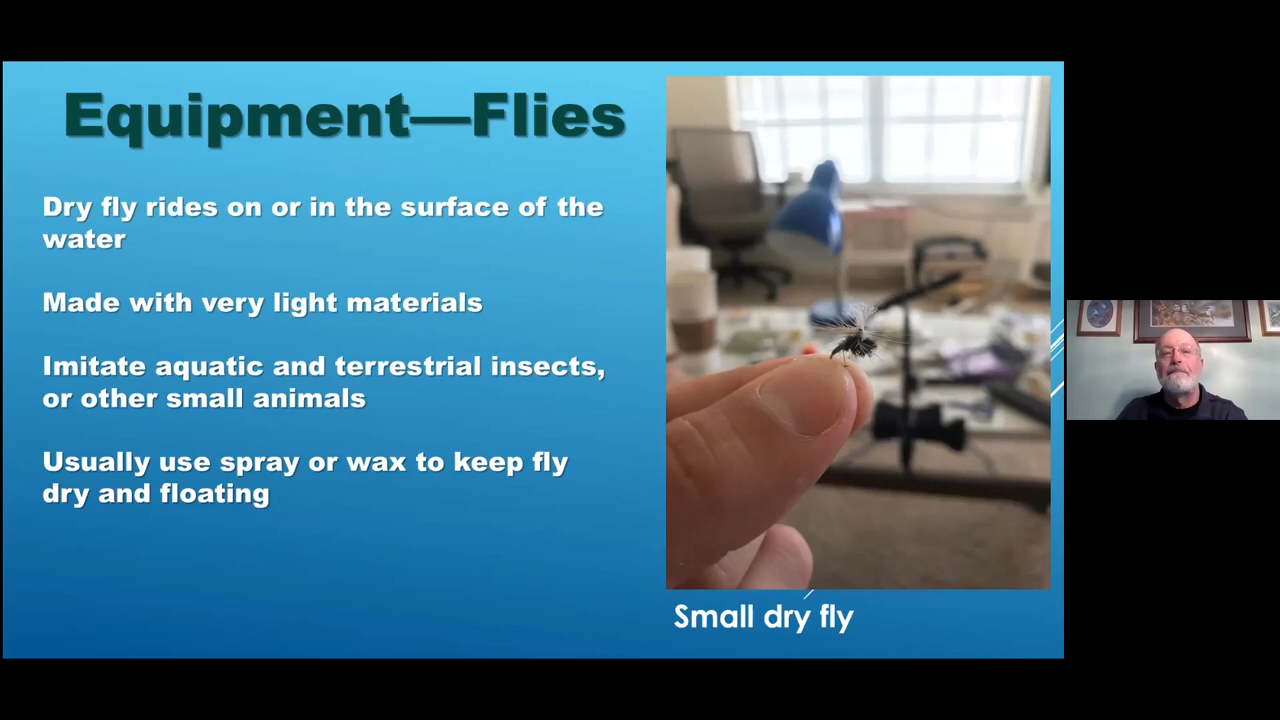 Equipment—Flies
Dry fly rides on or in the surface of the
water
Made with very light materials
Imitate aquatic and terrestrial insects,
or other small animals
Usually use spray or wax to keep fly
dry and floating
Small dry fly